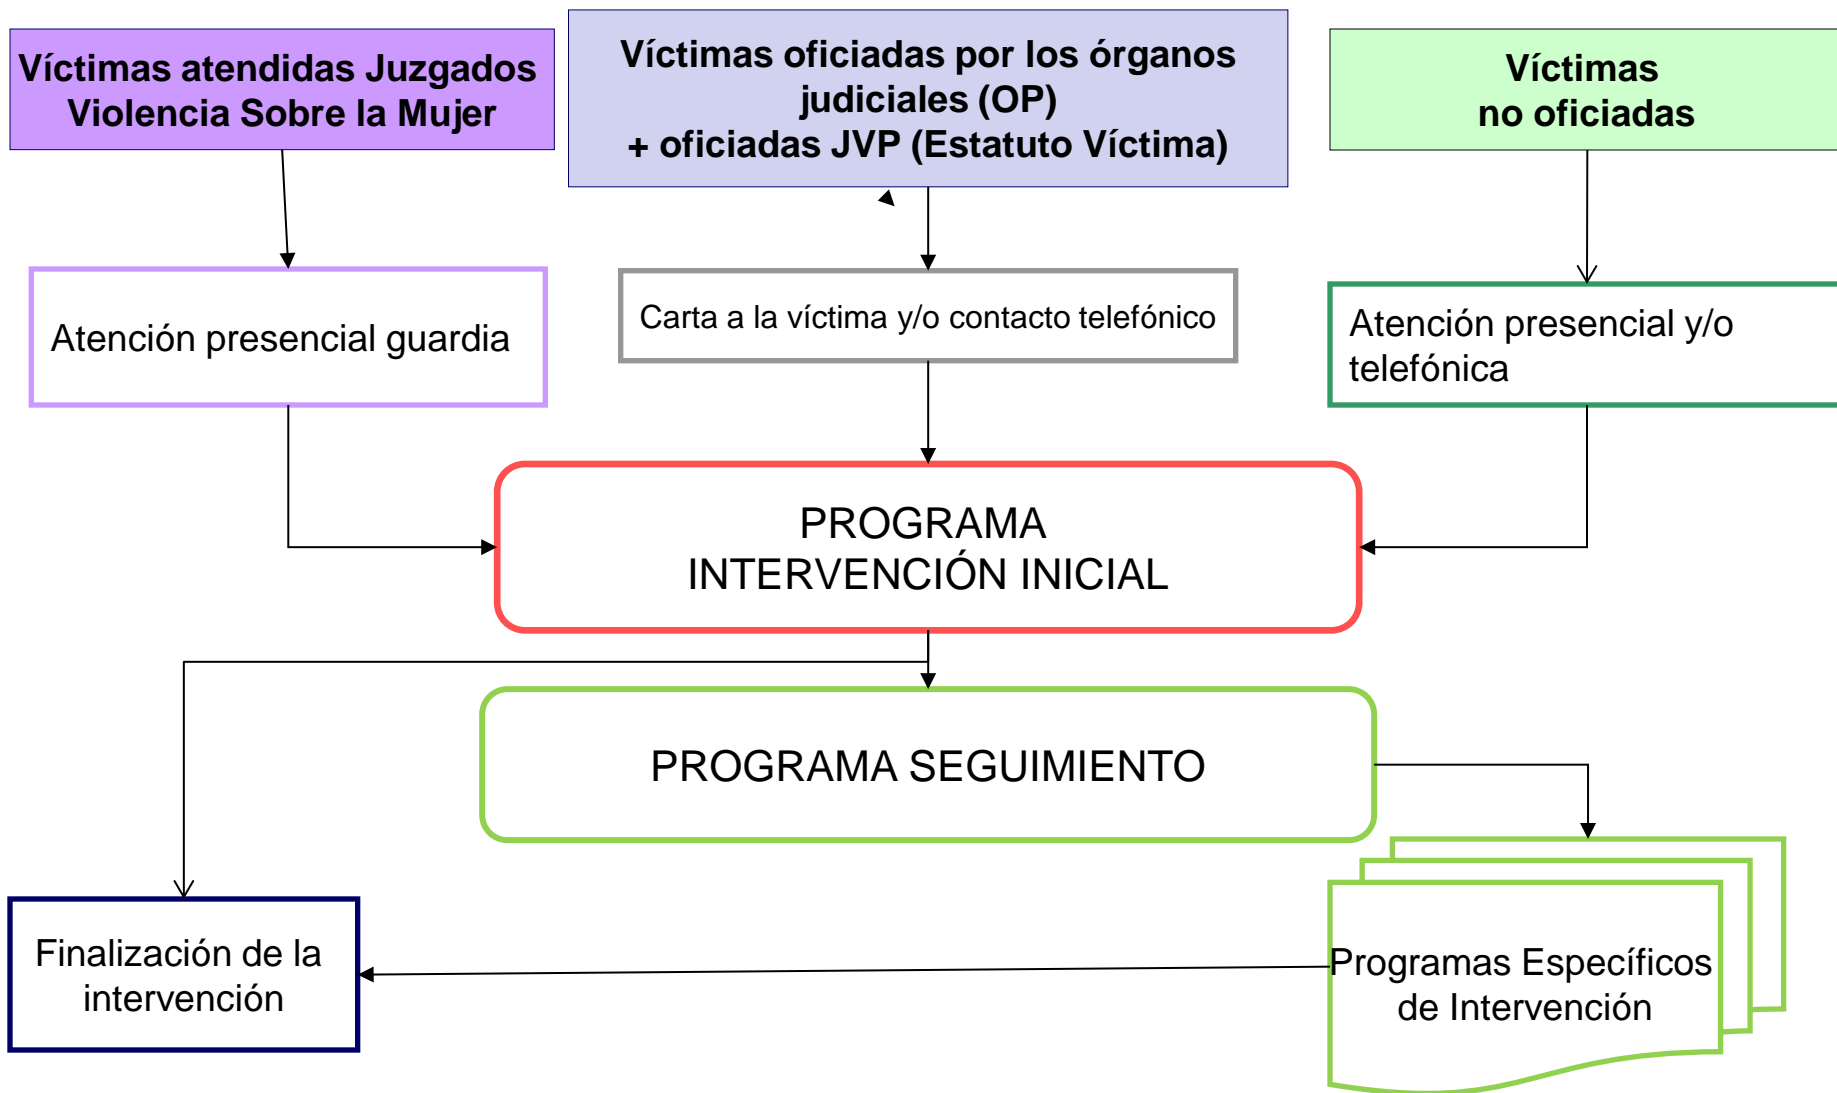 Víctimas atendidas Juzgados
Violencia Sobre la Mujer
Víctimas oficiadas por los órganos
judiciales (OP)
+ oficiadas JVP (Estatuto Víctima)
Víctimas
no oficiadas
Atención presencial guardia
Carta a la víctima y/o contacto telefónico
Atención presencial y/o
telefónica
PROGRAMA
INTERVENCIÓN INICIAL
PROGRAMA SEGUIMIENTO
Finalización de la
intervención
Programas Específicos
de Intervención